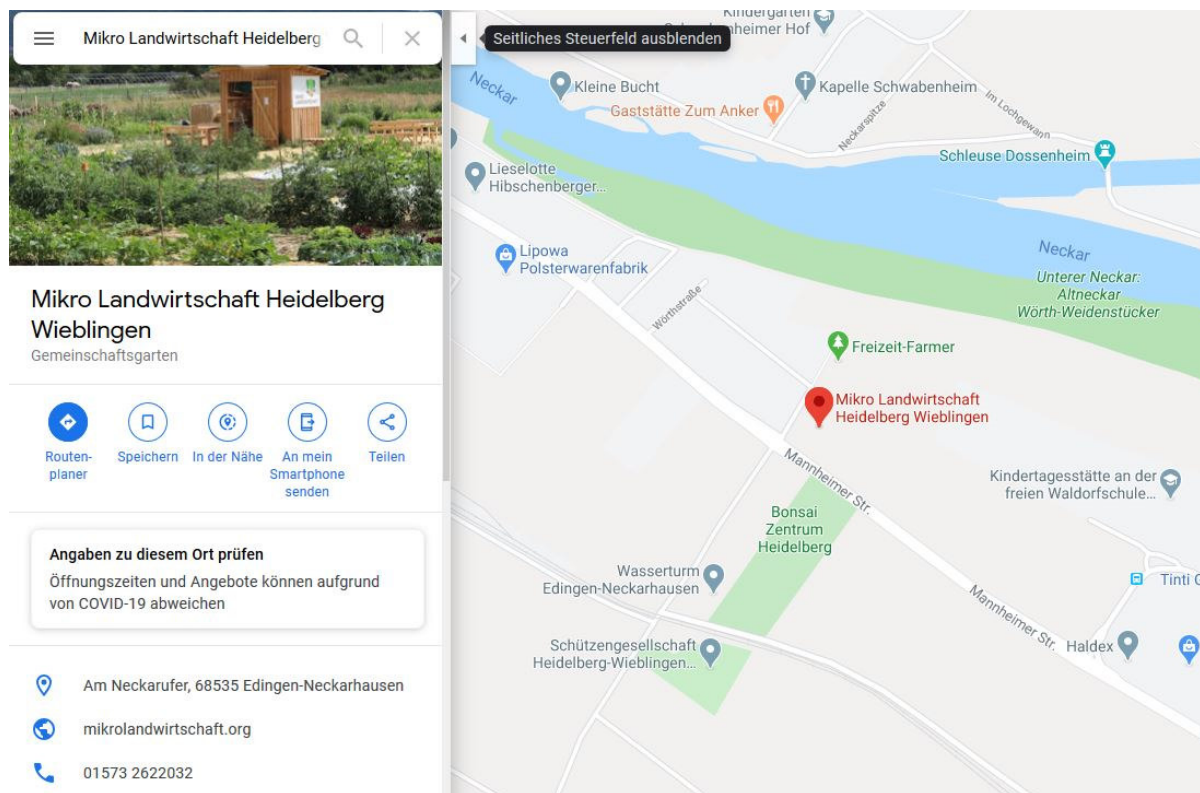 Mikro Landwirtschaft Heidelberg
Seitliches Steuerfeld ausblenden
Mikro Landwirtschaft Heidelberg
Wieblingen
Gemeinschaftsgarten
Routen-
planer
Speichern
In der Nähe
An mein
Smartphone
senden
Teilen
Angaben zu diesem Ort prüfen
Öffnungszeiten und Angebote können aufgrund
von COVID-19 abweichen
Am Neckarufer, 68535 Edingen-Neckarhausen
mikrolandwirtschaft.org
01573 2622032
Kindergarten
Hof
Neckar
Kleine Bucht
Kapelle Schwabenheim
Gaststätte Zum Anker
Neckarspitze
Im Lochgewann
Schleuse Dossenheim
Lieselotte
Hibschenberger...
Lipowa
Polsterwarenfabrik
Neckar
Unterer Neckar:
Altneckar
Wörth-Weidenstücker
Wörthstraße
Freizeit-Farmer
Mikro Landwirtschaft
Heidelberg Wieblingen
Mannheimer Str.
Kindertagesstätte an der
freien Waldorfschule...
Bonsai
Zentrum
Heidelberg
Wasserturm
Edingen-Neckarhausen
Tinti
Mannheimer Str.
Schützengesellschaft
Heidelberg-Wieblingen...
Haldex